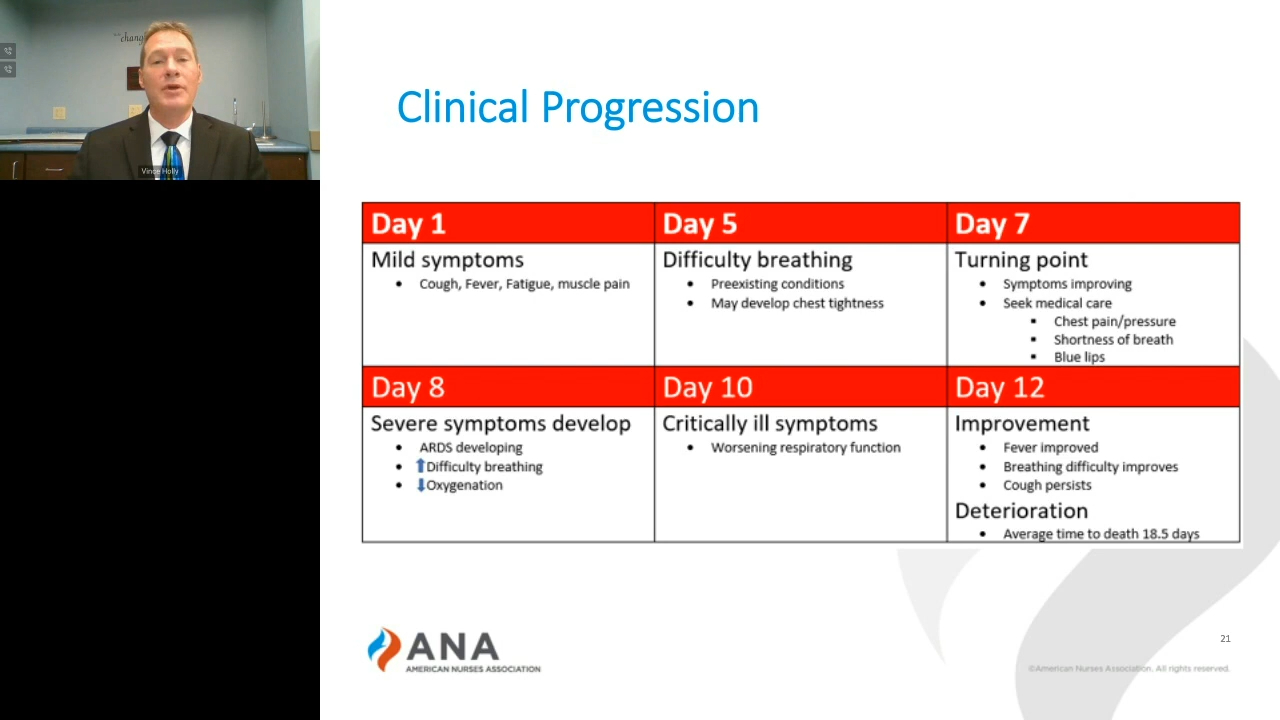 chang
Vince Holly
Clinical Progression
Day 1
Day 5
Day 7
Mild symptoms
• Cough, Fever, Fatigue, muscle pain
Difficulty breathing
• Preexisting conditions
• May develop chest tightness
Turning point
• Symptoms improving
• Seek medical care
▪ Chest pain/pressure
▪ Shortness of breath
▪ Blue lips
Day 8
Day 10
Day 12
Severe symptoms develop
• ARDS developing
• ⬆Difficulty breathing
• ⬇Oxygenation
Critically ill symptoms
• Worsening respiratory function
Improvement
• Fever improved
• Breathing difficulty improves
• Cough persists
Deterioration
• Average time to death 18.5 days
ANA
AMERICAN NURSES ASSOCIATION
21
©American Nurses Association. All rights reserved.